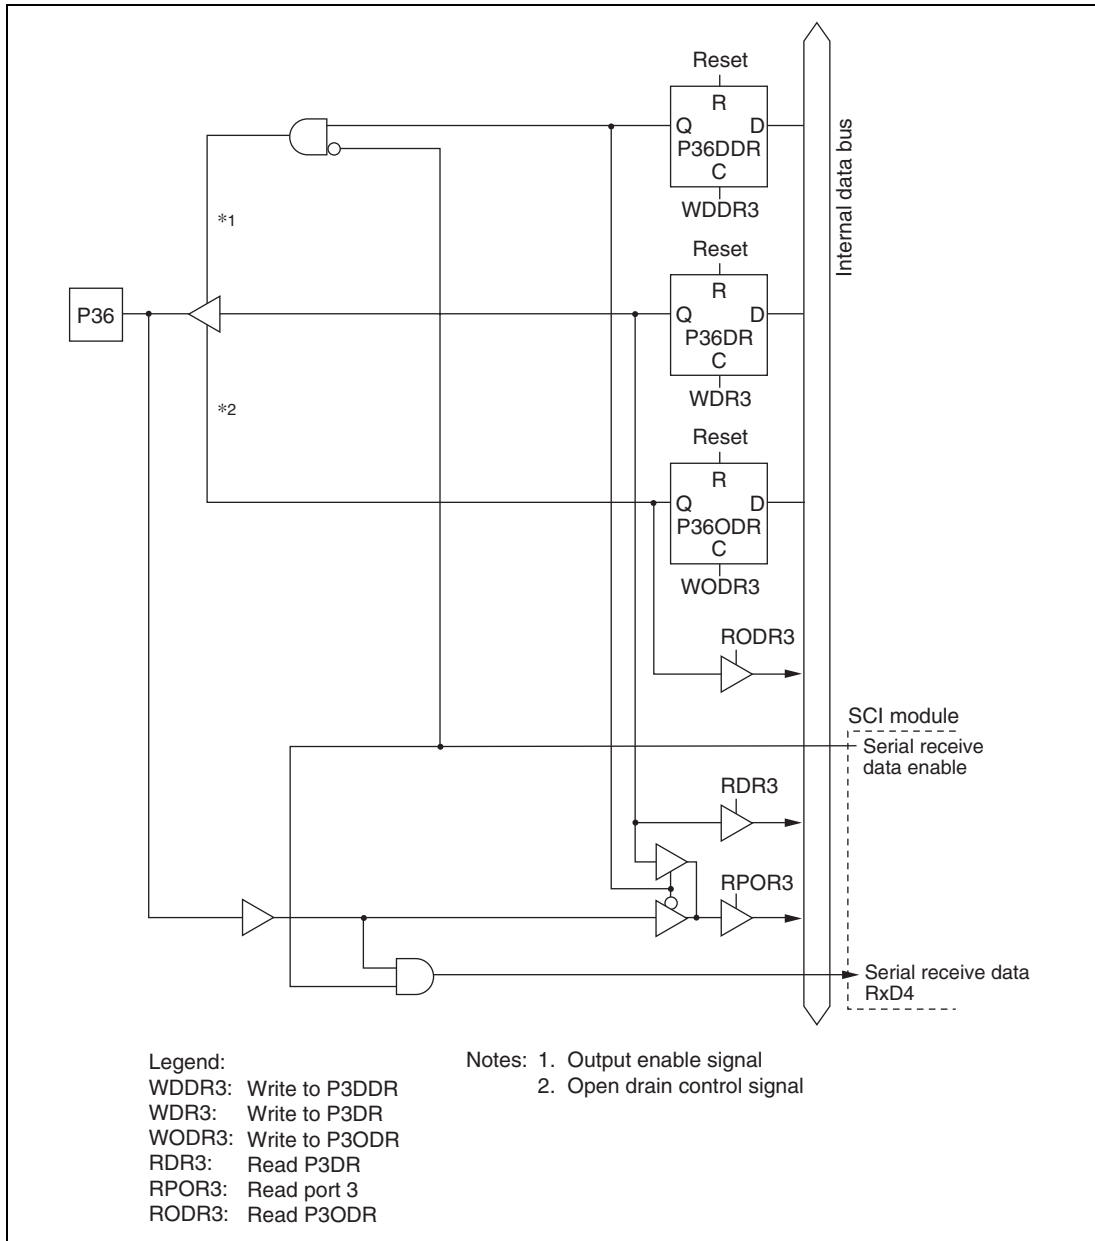 Reset
R
Q D
P36DDR
C
WDDR3
Internal data bus
*1
Reset
R
P36
Q D
P36DR
C
WDR3
*2
Reset
R
Q D
P36ODR
C
WODR3
RODR3
SCI module
Serial receive
data enable
RDR3
RPOR3
Serial receive data
RxD4
Legend:
WDDR3: Write to P3DDR
WDR3: Write to P3DR
WODR3: Write to P3ODR
RDR3: Read P3DR
RPOR3: Read port 3
RODR3: Read P3ODR
Notes: 1. Output enable signal
2. Open drain control signal